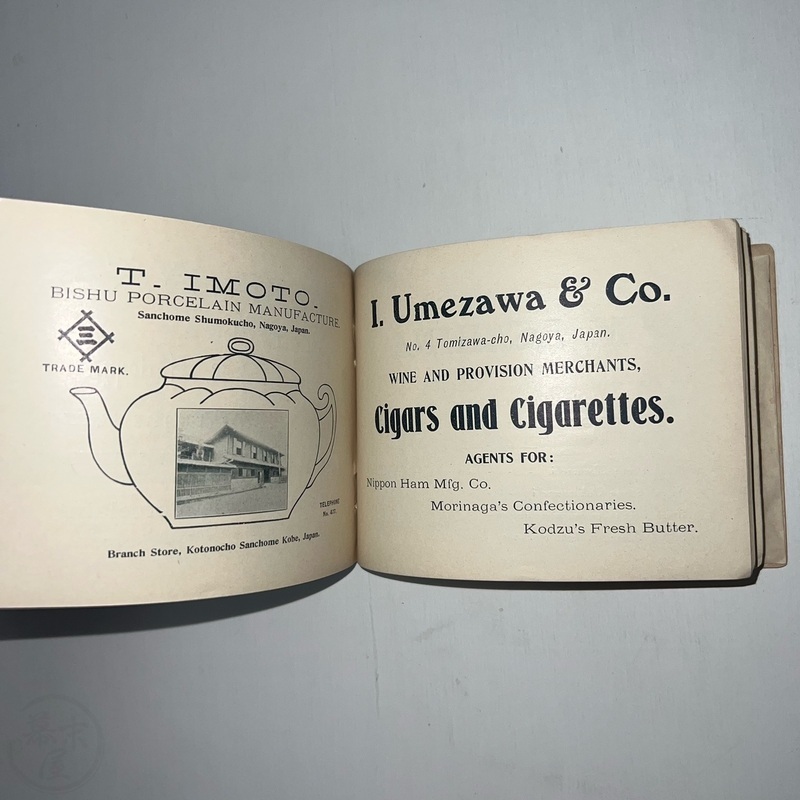 T. IMOTO.
BISHU PORCELAIN MANUFACTURE.
Sanchome Shumokucho, Nagoya, Japan.
三
TRADE MARK.
TELEPHONE
Branch Store, Kotonocho Sanchome Kobe, Japan.
I. Umezawa & Co.
No. 4 Tomizawa-cho, Nagoya, Japan.
WINE AND PROVISION MERCHANTS,
Cigars and Cigarettes.
AGENTS FOR:
Nippon Ham Mfg. Co.
Morinaga's Confectionaries.
Kodzu's Fresh Butter.